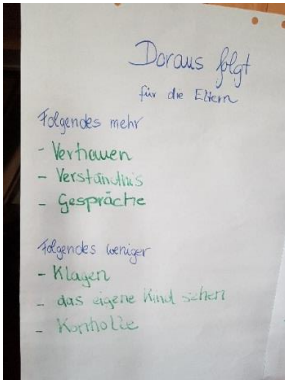 Daraus folgt
für die Eltern
Folgendes mehr
- Vertrauen
- Verständnis
- Gespräche
Folgendes weniger
- Klagen
- das eigene Kind sehen
- Kontrolle